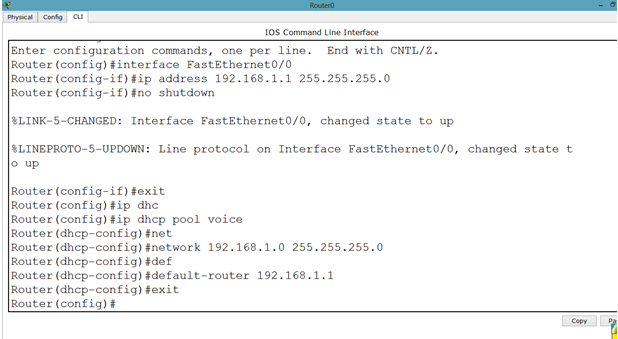 Router0
Physical Config CLI
IOS Command Line Interface
Enter configuration commands, one per line.  End with CNTL/Z.
Router(config)#interface FastEthernet0/0
Router(config-if)#ip address 192.168.1.1 255.255.255.0
Router(config-if)#no shutdown
%LINK-5-CHANGED: Interface FastEthernet0/0, changed state to up
%LINEPROTO-5-UPDOWN: Line protocol on Interface FastEthernet0/0, changed state t
o up
Router(config-if)#exit
Router(config)#ip dhc
Router(config)#ip dhcp pool voice
Router(dhcp-config)#net
Router(dhcp-config)#network 192.168.1.0 255.255.255.0
Router(dhcp-config)#def
Router(dhcp-config)#default-router 192.168.1.1
Router(dhcp-config)#exit
Router(config)#
Copy